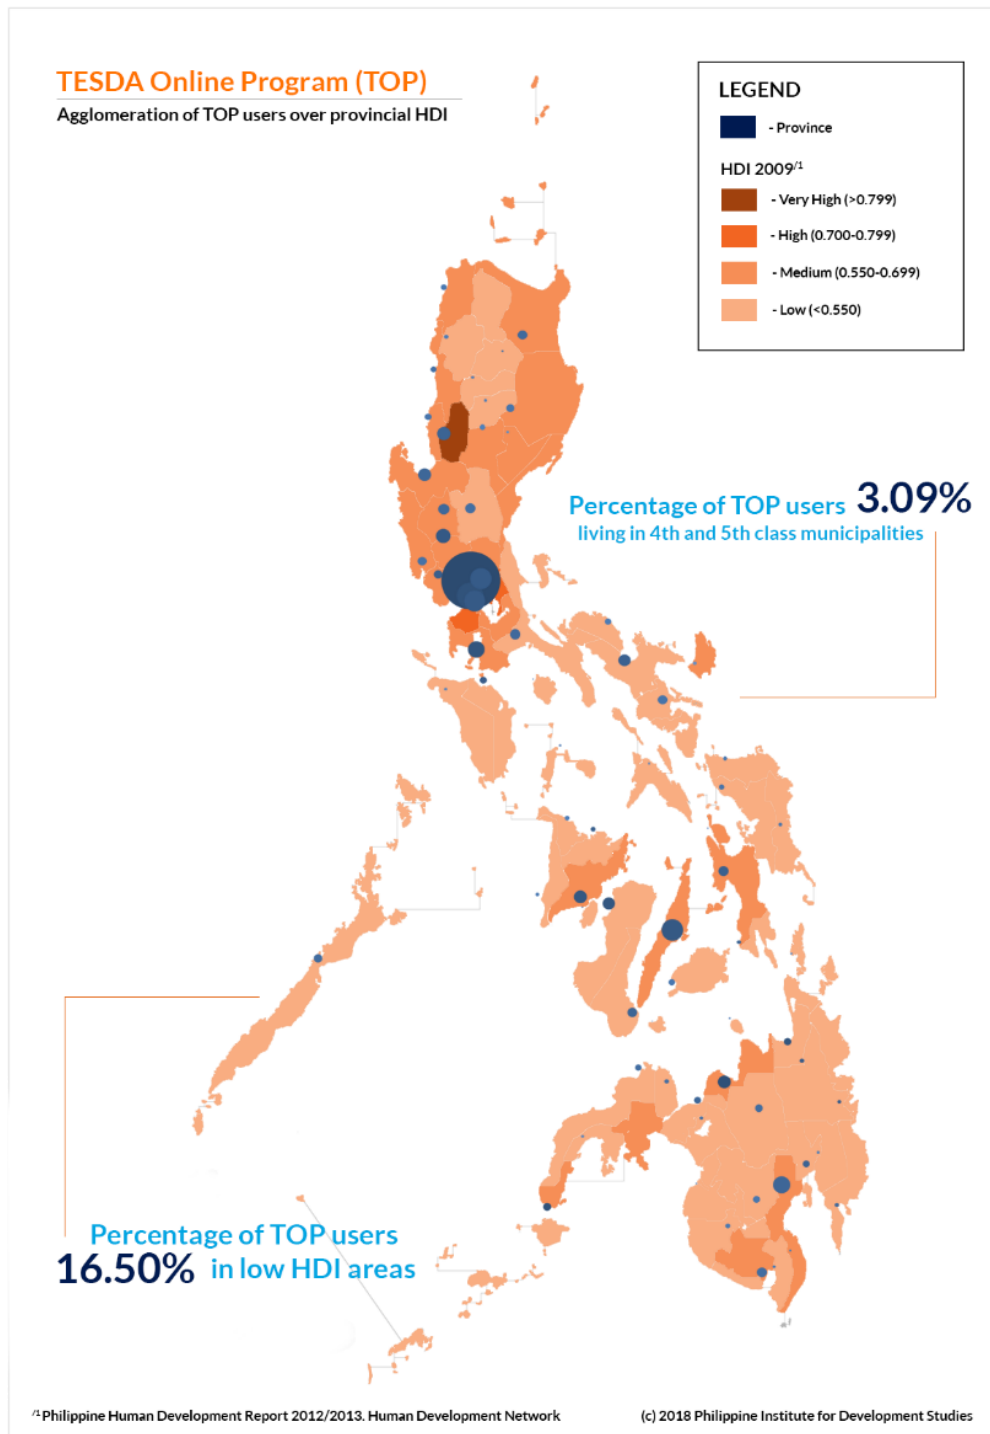 TESDA Online Program (TOP)
Agglomeration of TOP users over provincial HDI
LEGEND
- Province
HDI 2009/1
- Very High (>0.799)
- High (0.700-0.799)
- Medium (0.550-0.699)
- Low (<0.550)
Percentage of TOP users 3.09%
living in 4th and 5th class municipalities
Percentage of TOP users
16.50% in low HDI areas
/1 Philippine Human Development Report 2012/2013. Human Development Network
(c) 2018 Philippine Institute for Development Studies